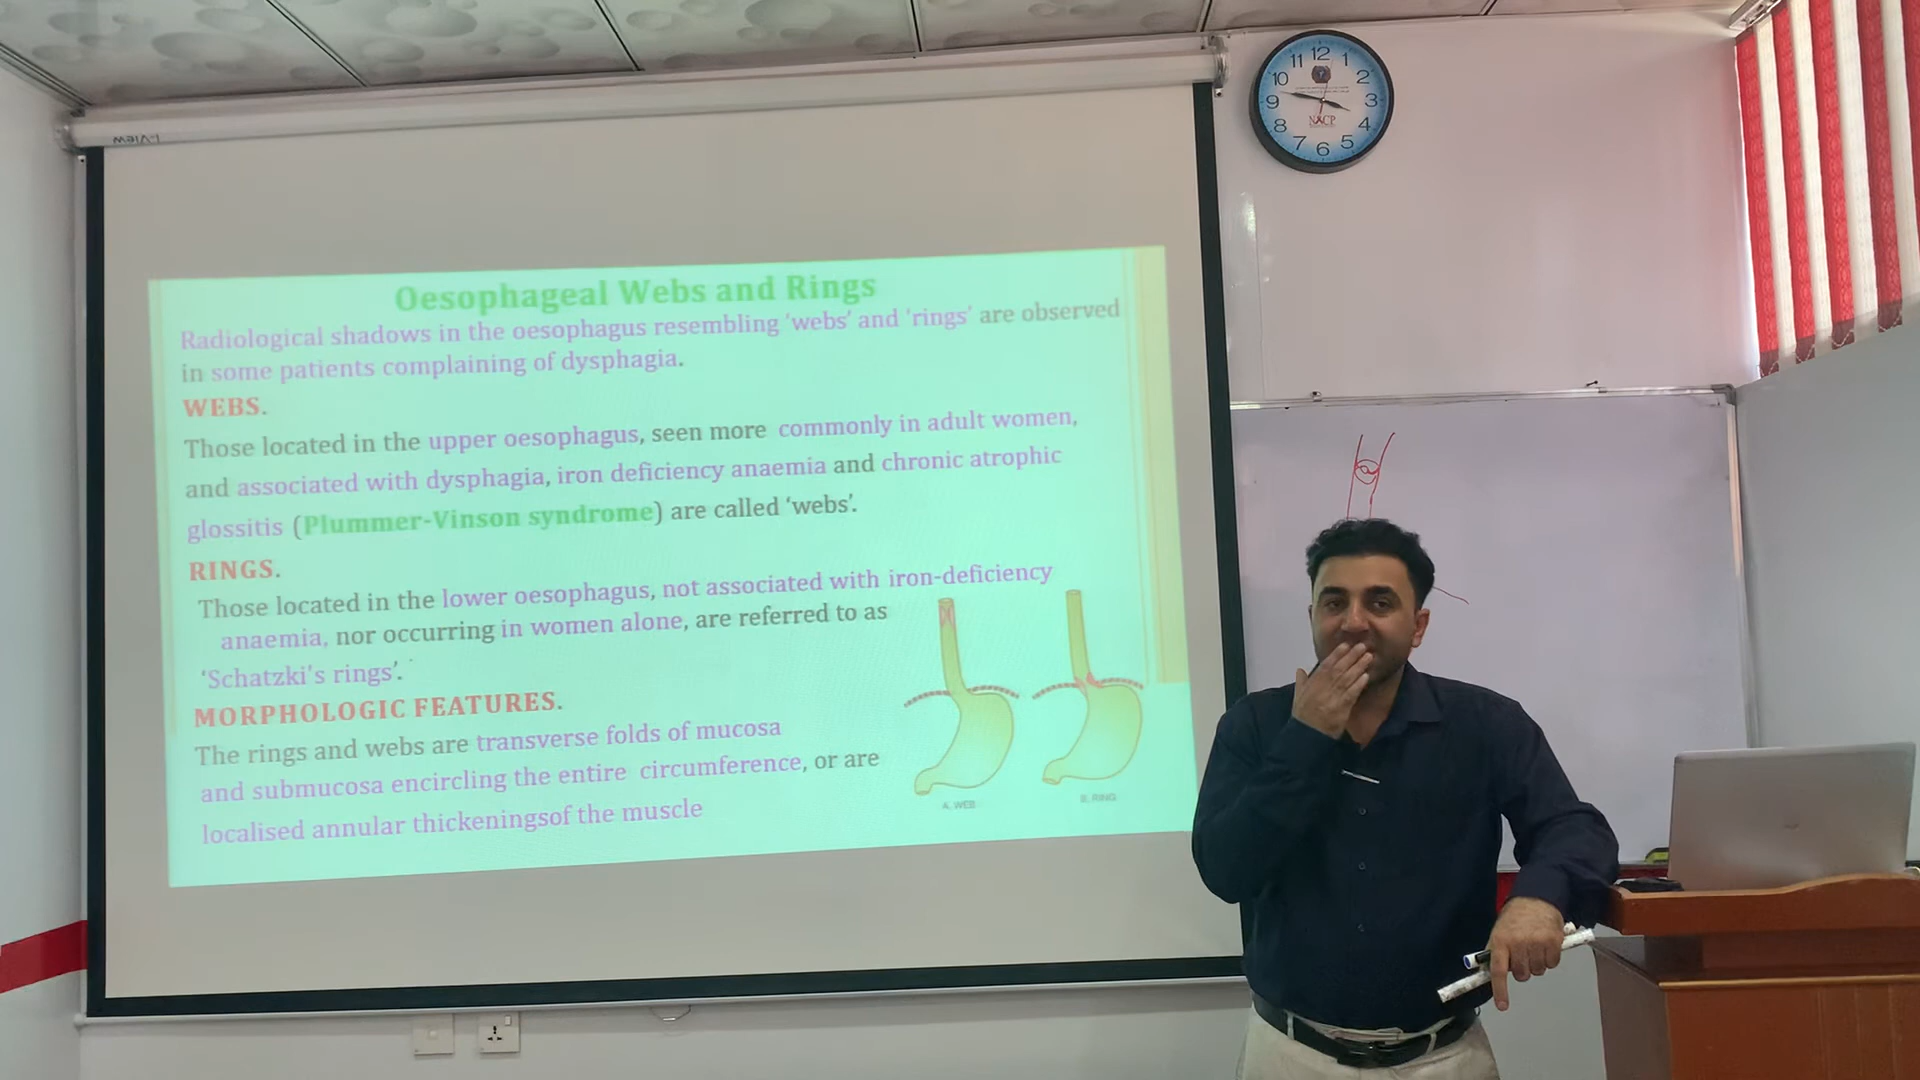 Oesophageal Webs and Rings
Radiological shadows in the oesophagus resembling ‘webs’ and ‘rings’ are observed
in some patients complaining of dysphagia.
WEBS.
Those located in the upper oesophagus, seen more commonly in adult women,
and associated with dysphagia, iron deficiency anaemia and chronic atrophic
glossitis (Plummer-Vinson syndrome) are called ‘webs’.
RINGS.
Those located in the lower oesophagus, not associated with iron-deficiency
anaemia, nor occurring in women alone, are referred to as
‘Schatzki's rings’.
MORPHOLOGIC FEATURES.
The rings and webs are transverse folds of mucosa
and submucosa encircling the entire circumference, or are
localised annular thickeningsof the muscle
A. WEB
B. RING
12
1
2
3
4
5
6
7
8
9
10
11
NACP